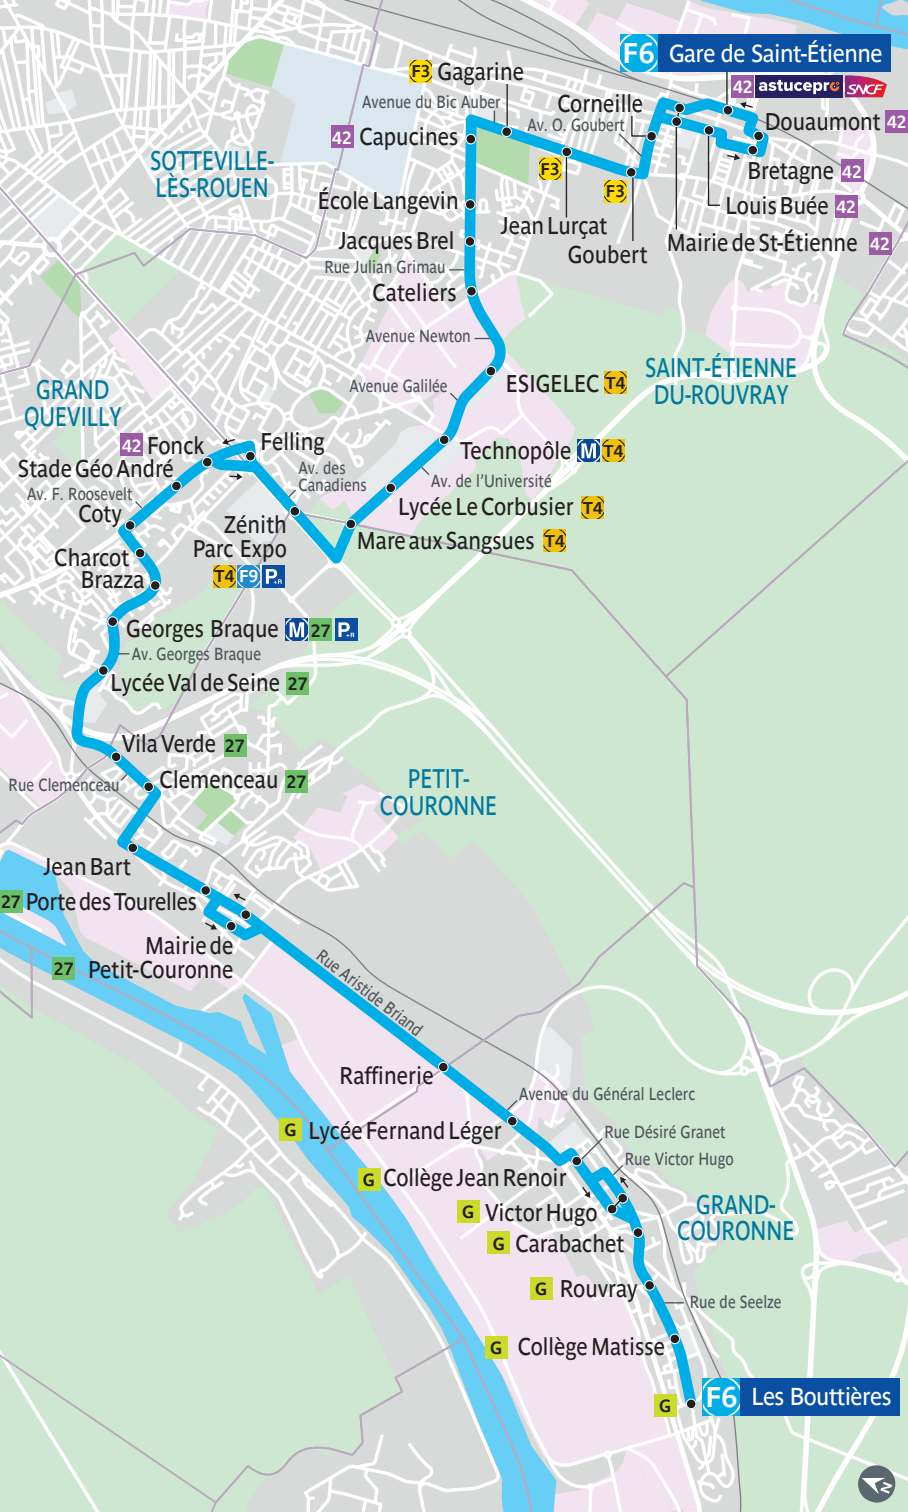 F6 Gare de Saint-Étienne
42 astucepro SNCF
F3 Gagarine
Avenue du Bic Auber
Corneille
Av. O. Goubert
Douaumont 42
42 Capucines
SOTTEVILLE-
LÈS-ROUEN
F3
F3
Bretagne 42
École Langevin
Louis Buée 42
Jean Lurçat
Jacques Brel
Goubert
Mairie de St-Étienne 42
Rue Julian Grimau
Cateliers
Avenue Newton
SAINT-ÉTIENNE
DU-ROUVRAY
GRAND
QUEVILLY
Avenue Galilée
ESIGELEC T4
42 Fonck
Felling
Technopôle M T4
Stade Géo André
Av. des
Canadiens
Av. de l'Université
Av. F. Roosevelt
Coty
Lycée Le Corbusier T4
Zénith
Parc Expo
T4 F9 P+R
Mare aux Sangsues T4
Charcot
Brazza
Georges Braque M 27 P+R
Av. Georges Braque
Lycée Val de Seine 27
Vila Verde 27
Rue Clemenceau
Clemenceau 27
PETIT-
COURONNE
Jean Bart
27 Porte des Tourelles
Mairie de
27 Petit-Couronne
Rue Aristide Briand
Raffinerie
Avenue du Général Leclerc
G Lycée Fernand Léger
Rue Désiré Granet
Rue Victor Hugo
G Collège Jean Renoir
G Victor Hugo
GRAND-
COURONNE
G Carabachet
G Rouvray
Rue de Seelze
G Collège Matisse
G F6 Les Bouttières
N